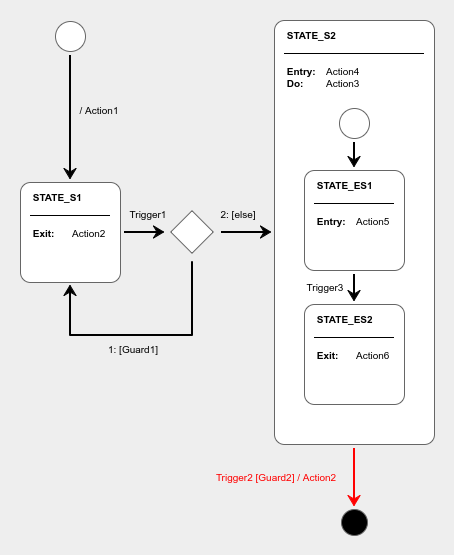 / Action1
STATE_S1
Exit: Action2
Trigger1
2: [else]
1: [Guard1]
STATE_S2
Entry: Action4
Do: Action3
STATE_ES1
Entry: Action5
Trigger3
STATE_ES2
Exit: Action6
Trigger2 [Guard2] / Action2